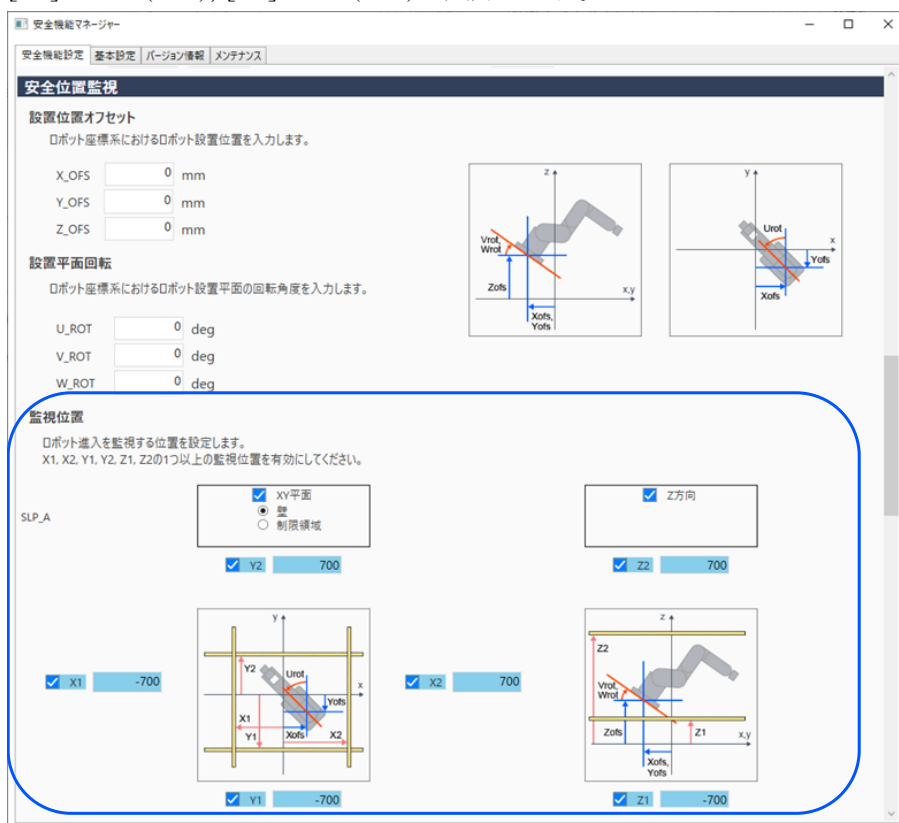 安全機能マネージャー
安全機能設定 基本設定 バージョン情報 メンテナンス
安全位置監視
設置位置オフセット
ロボット座標系におけるロボット設置位置を入力します。
X_OFS 0 mm
Y_OFS 0 mm
Z_OFS 0 mm
設置平面回転
ロボット座標系におけるロボット設置平面の回転角度を入力します。
U_ROT 0 deg
V_ROT 0 deg
W_ROT 0 deg
z
Vrot,
Wrot
Zofs
x,y
Xofs,
Yofs
y
Urot
x
Yofs
Xofs
監視位置
ロボット進入を監視する位置を設定します。
X1, X2, Y1, Y2, Z1, Z2の1つ以上の監視位置を有効にしてください。
SLP_A
XY平面
壁
制限領域
Z方向
Y2 700
Z2 700
X1 -700
y
Y2
Urot
x
Yofs
X1
Y1
Xofs
X2
X2 700
z
Z2
Vrot,
Wrot
Zofs
Z1
x,y
Xofs,
Yofs
Y1 -700
Z1 -700